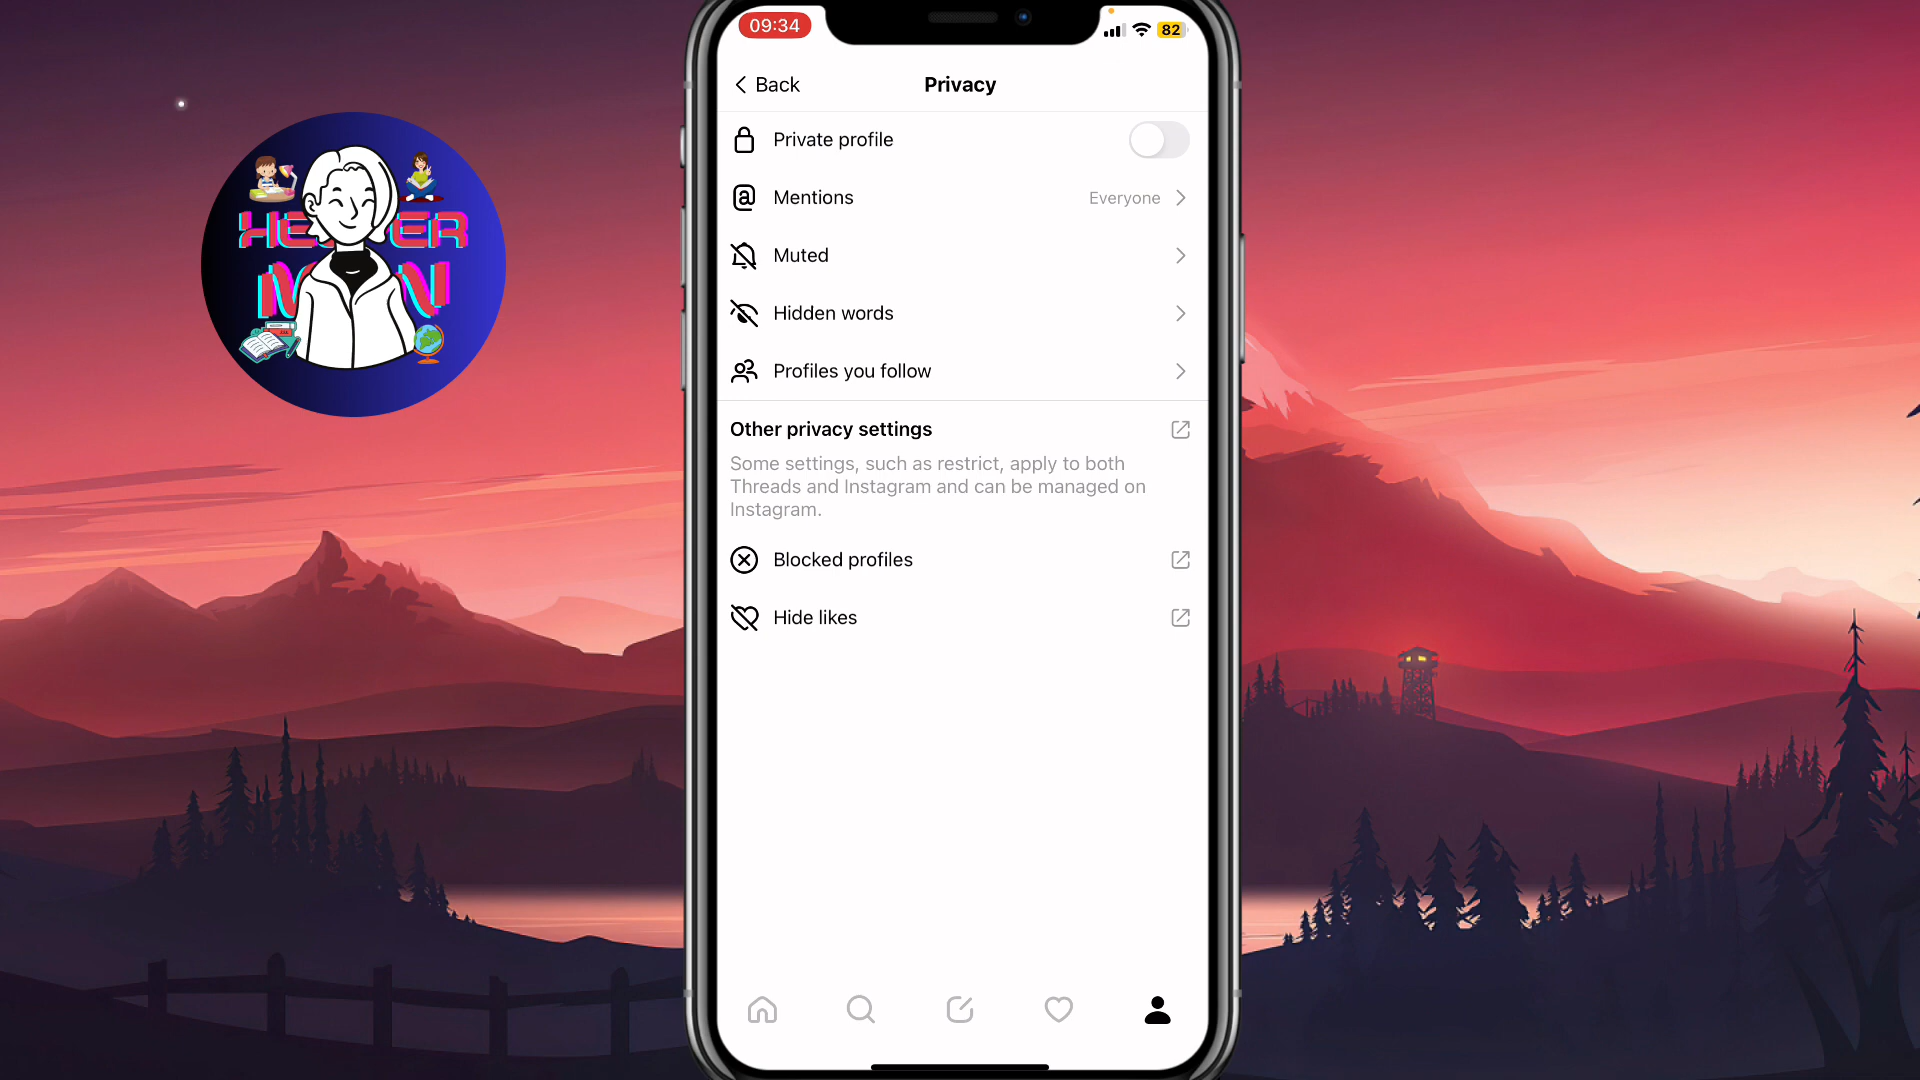 09:34
82
Back
Privacy
Private profile
Mentions
Everyone
Muted
Hidden words
Profiles you follow
Other privacy settings
Some settings, such as restrict, apply to both
Threads and Instagram and can be managed on
Instagram.
Blocked profiles
Hide likes